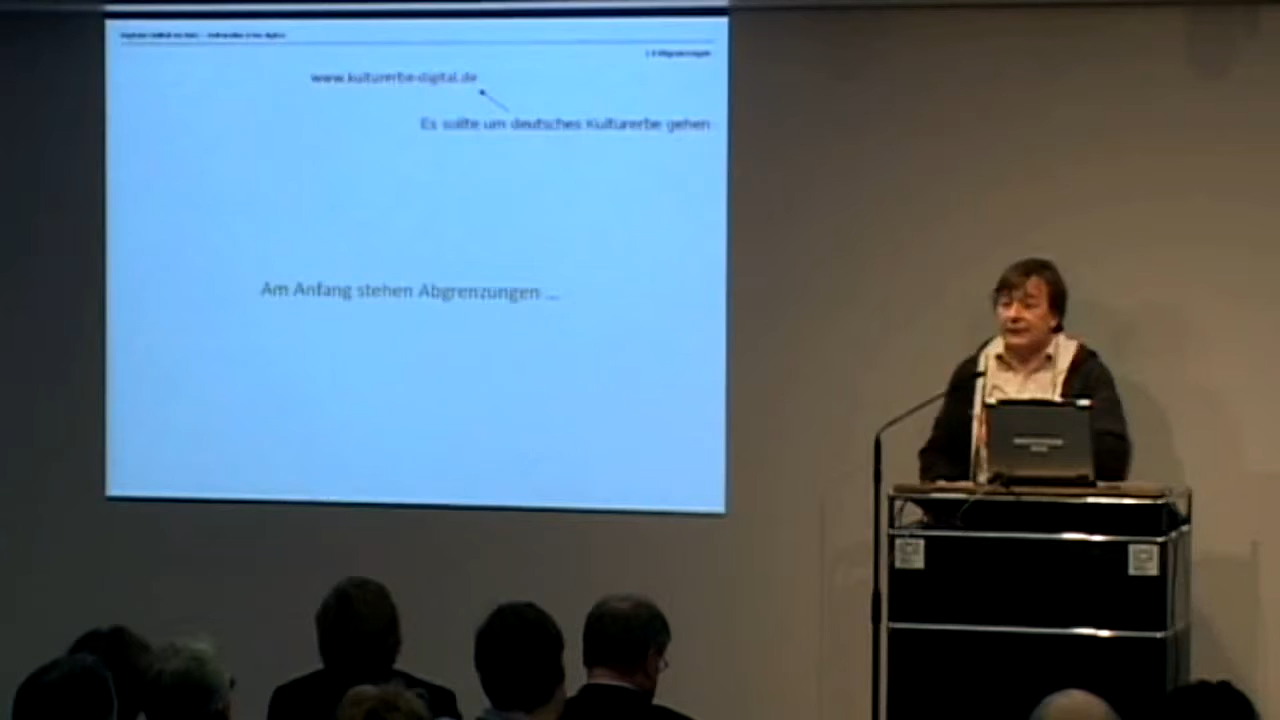 www.kulturerbe-digital.de
Es sollte um deutsches Kulturerbe gehen
Am Anfang stehen Abgrenzungen ...